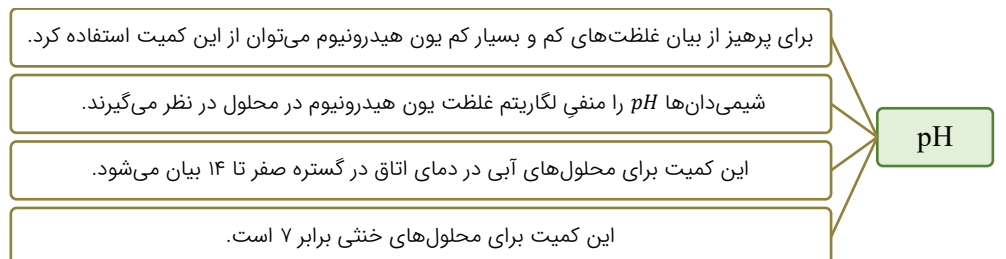 برای پرهیز از بیان غلظت‌های کم و بسیار کم یون هیدرونیوم می‌توان از این کمیت استفاده کرد.
شیمی‌دان‌ها pH را منفیِ لگاریتم غلظت یون هیدرونیوم در محلول در نظر می‌گیرند.
pH
این کمیت برای محلول‌های آبی در دمای اتاق در گستره صفر تا ۱۴ بیان می‌شود.
این کمیت برای محلول‌های خنثی برابر ۷ است.